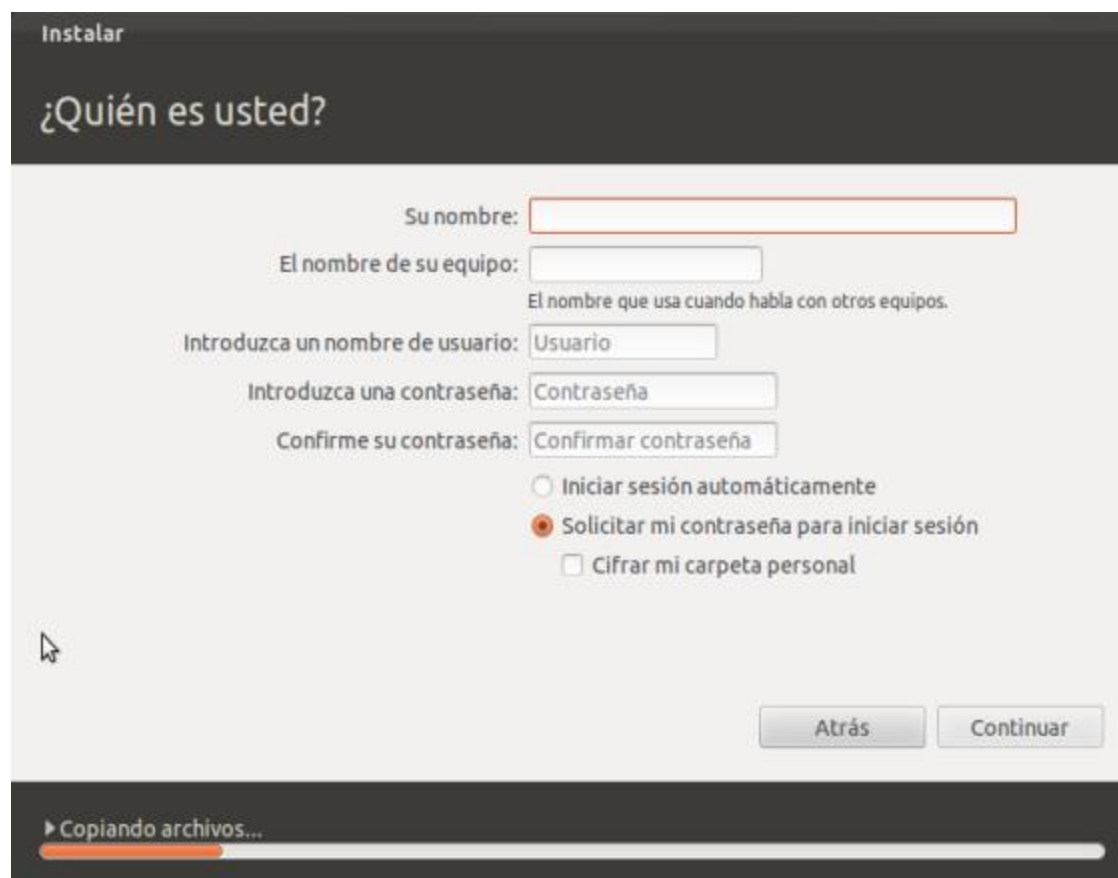 Instalar
¿Quién es usted?
Su nombre:
El nombre de su equipo:
El nombre que usa cuando habla con otros equipos.
Introduzca un nombre de usuario: Usuario
Introduzca una contraseña: Contraseña
Confirme su contraseña: Confirmar contraseña
Iniciar sesión automáticamente
Solicitar mi contraseña para iniciar sesión
Cifrar mi carpeta personal
Atrás Continuar
Copiando archivos...